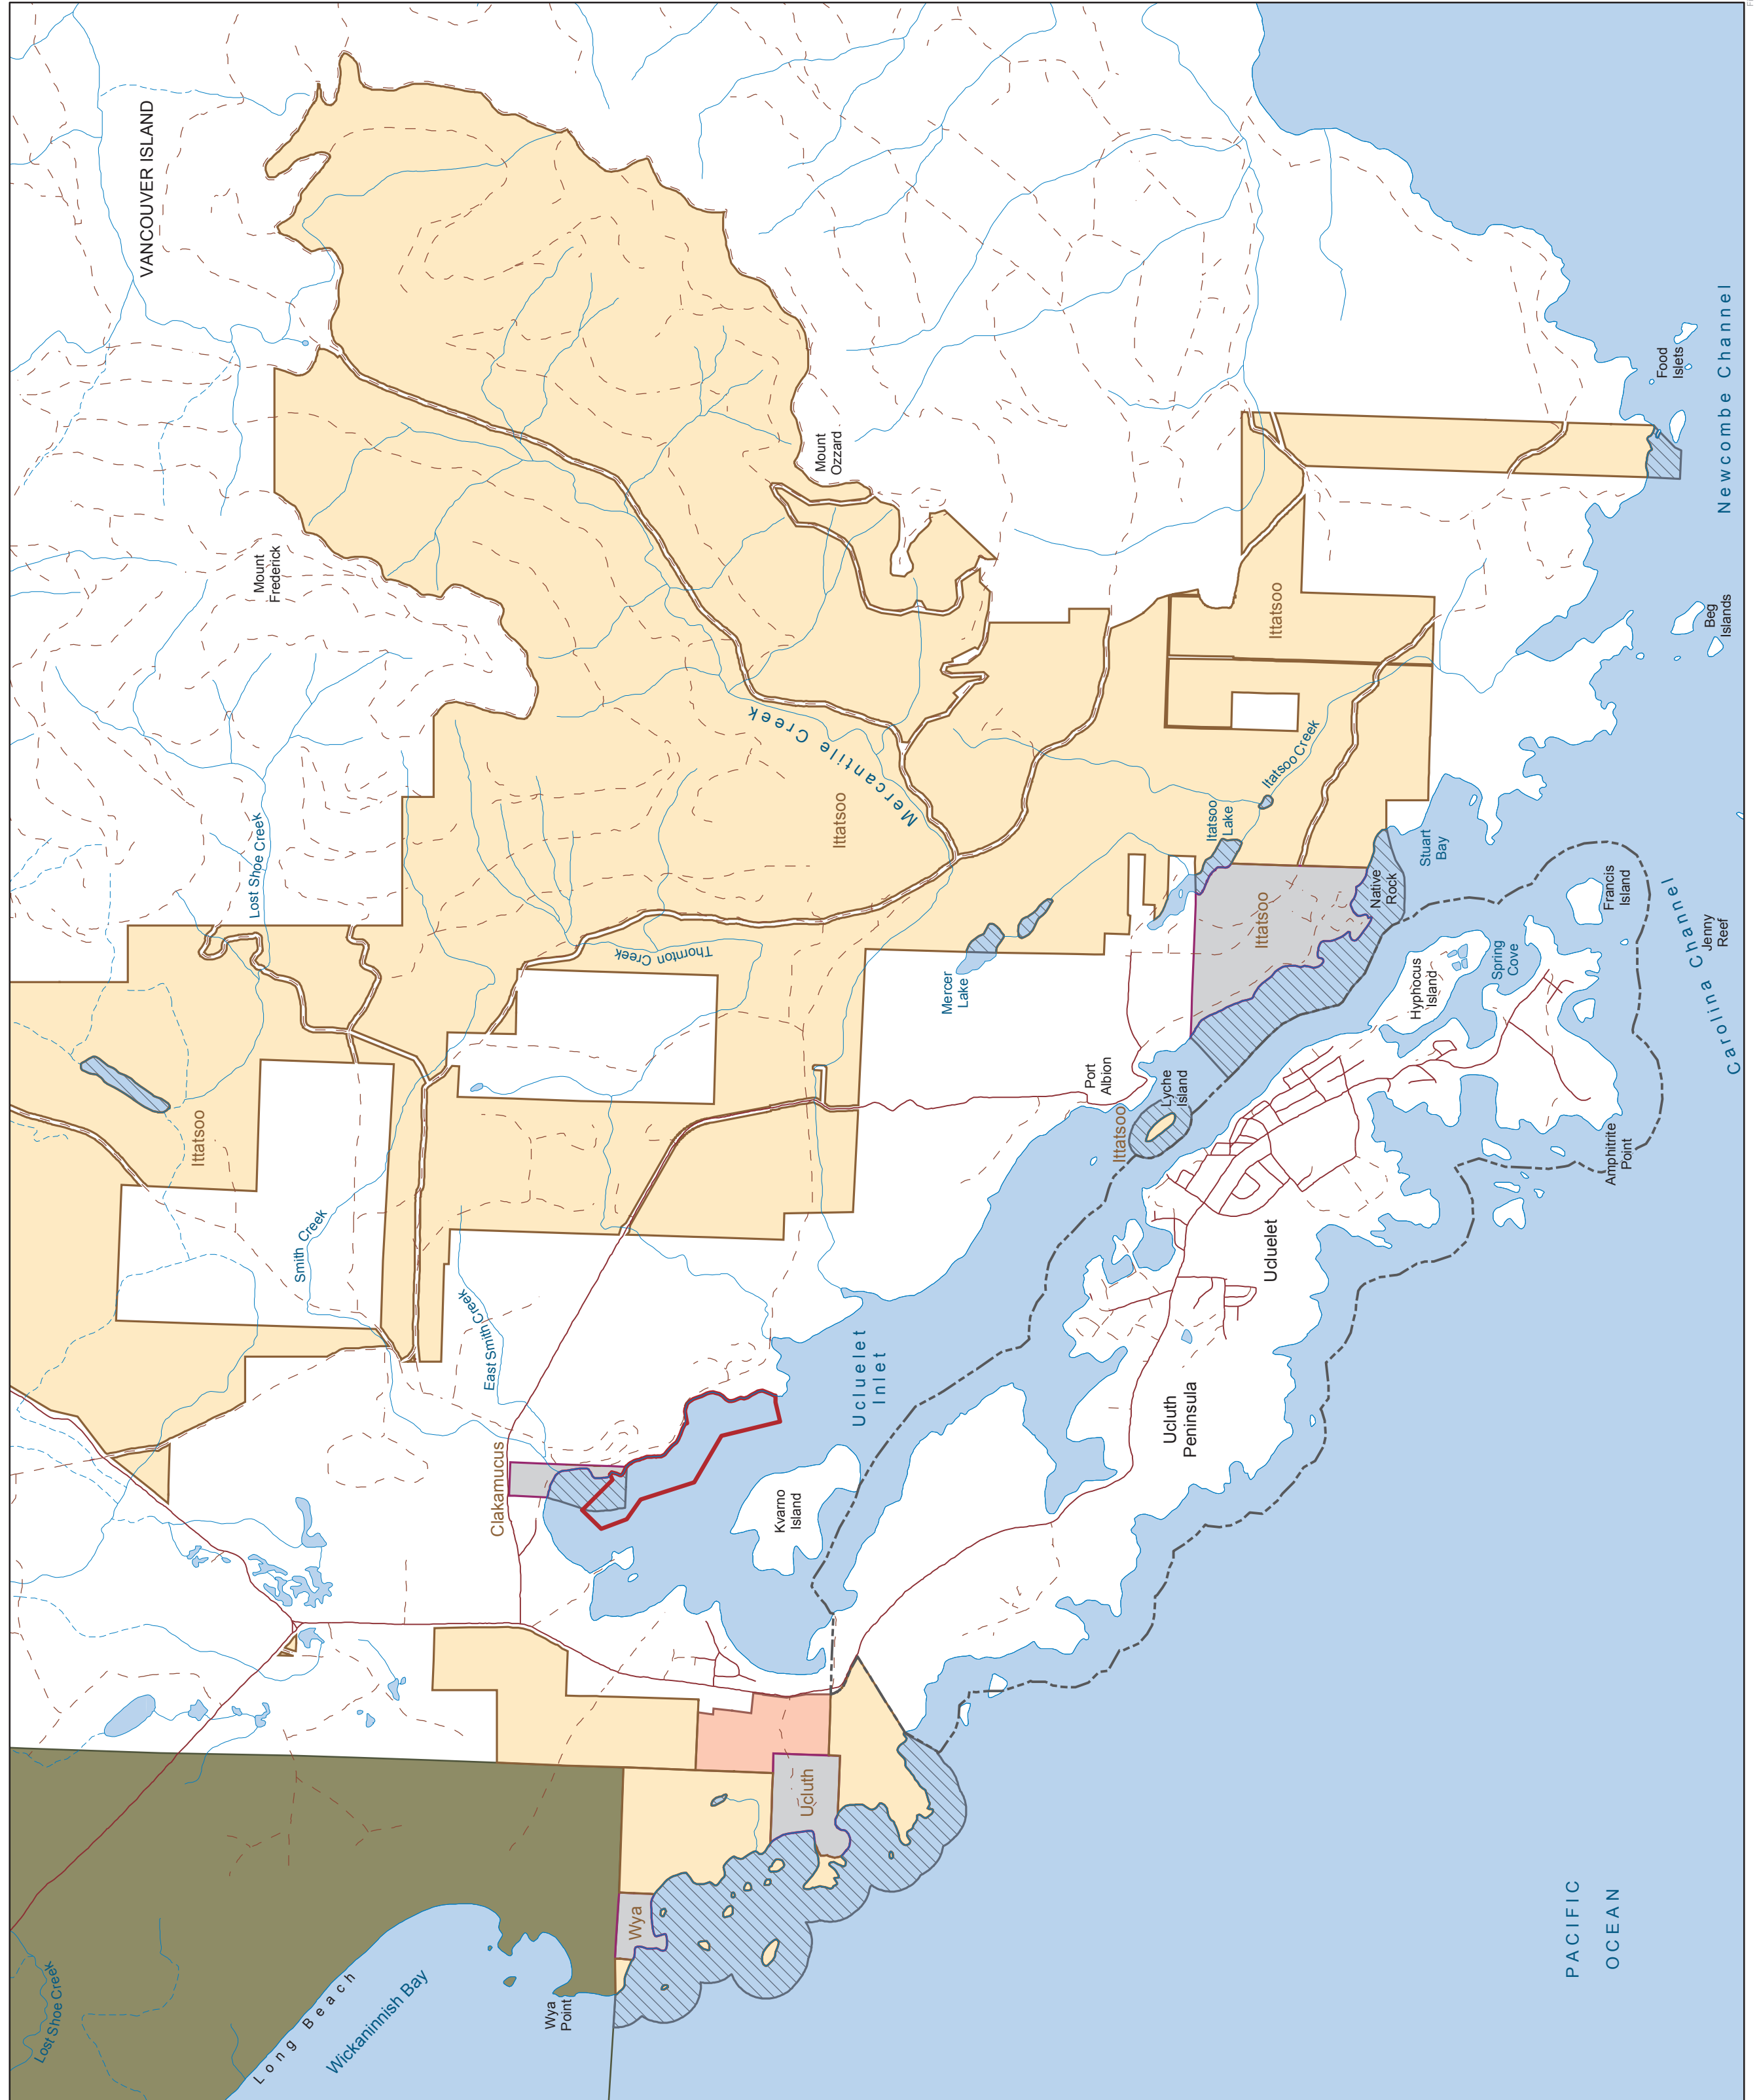 VANCOUVER ISLAND
Mount
Frederick
Mount
Ozzard
Food
Islets
Newcombe Channel
Beg
Islands
Lost Shoe Creek
Mercantile Creek
Ittatsoo
Ittatsoo
Itatsoo Creek
Ittatsoo
Lake
Ittatsoo
Native
Rock
Stuart
Bay
Thornton Creek
Mercer
Lake
Francis
Island
Jenny
Reef
Carolina Channel
Hyphocus
Island
Spring
Cove
Ittatsoo
Port
Albion
Lyche
Island
Ittatsoo
Amphitrite
Point
Smith Creek
East Smith Creek
Ucluelet
Ucluelet
Inlet
Ucluth
Peninsula
Clakamucus
Kvarno
Island
Ucluth
Wya
Wya
Point
Lost Shoe Creek
Long Beach
Wickaninnish Bay
PACIFIC
OCEAN